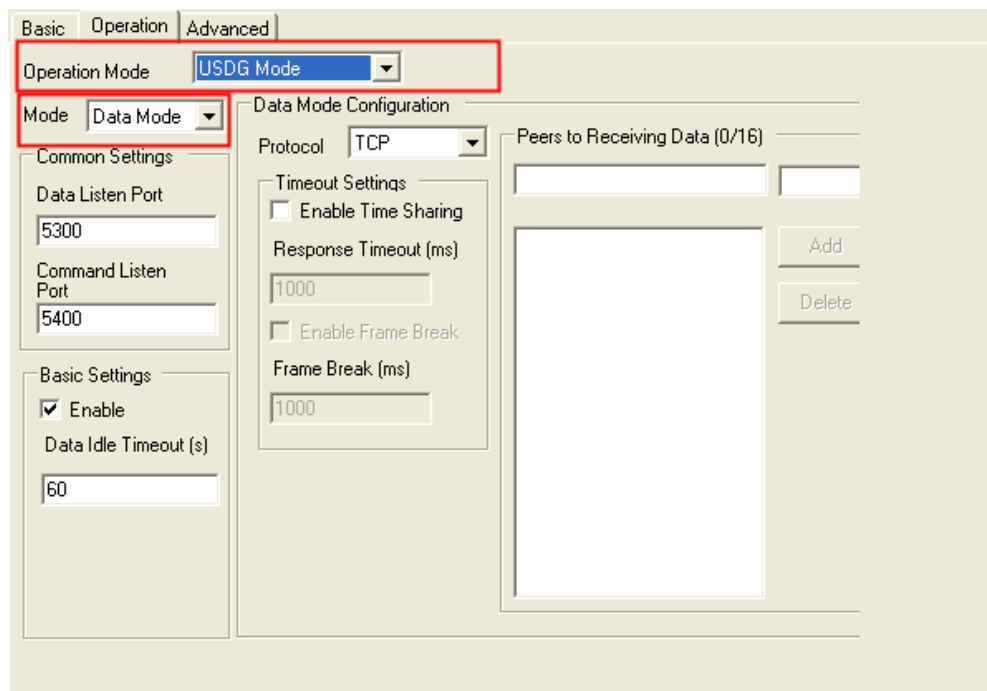 Basic Operation Advanced
Operation Mode USDG Mode
Mode Data Mode
Common Settings
Data Listen Port
5300
Command Listen
Port
5400
Basic Settings
Enable
Data Idle Timeout (s)
60
Data Mode Configuration
Protocol TCP
Timeout Settings
Enable Time Sharing
Response Timeout (ms)
1000
Enable Frame Break
Frame Break (ms)
1000
Peers to Receiving Data (0/16)
Add
Delete